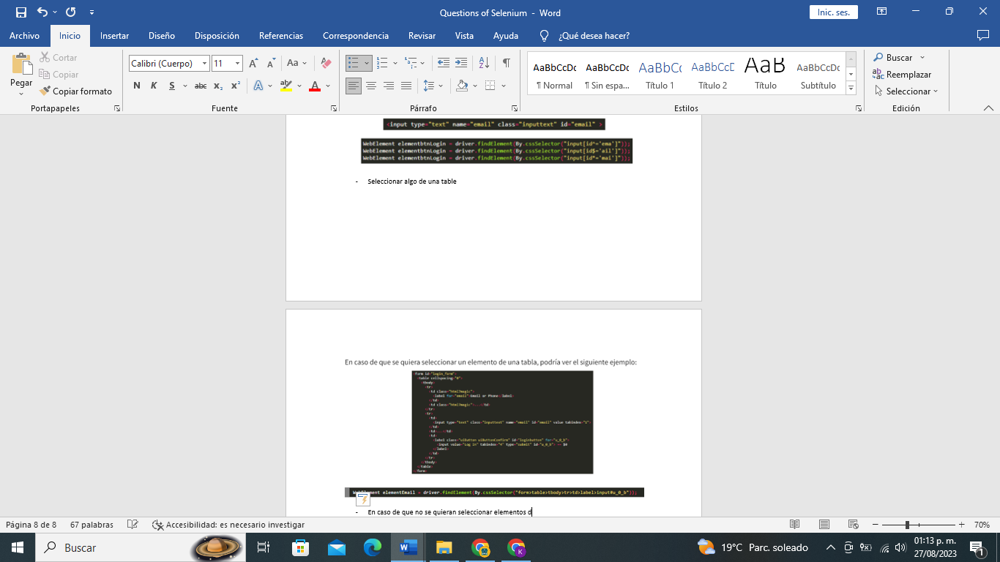 Questions of Selenium - Word
Inic. ses.
Archivo Inicio Insertar Diseño Disposición Referencias Correspondencia Revisar Vista Ayuda ¿Qué desea hacer?
Pegar
Cortar
Copiar
Copiar formato
Portapapeles
Calibri (Cuerpo) 11
Aa
N K S abc x₂ x² A ab A
Fuente
Párrafo
AaBbCcDc AaBbCcDc AaBbCc AaBbCcD AaB AaBbCcDc
¶ Normal ¶ Sin espa... Título 1 Título 2 Título Subtítulo
Estilos
Buscar
Reemplazar
Seleccionar
Edición
<input type="text" name="email" class="inputtext" id="email" >
WebElement elementbtnLogin = driver.findElement(By.cssSelector("input[id^='ema']"));
WebElement elementbtnLogin = driver.findElement(By.cssSelector("input[id$='ail']"));
WebElement elementbtnLogin = driver.findElement(By.cssSelector("input[id*='mai']"));
- Seleccionar algo de una table
En caso de que se quiera seleccionar un elemento de una tabla, podría ver el siguiente ejemplo:
<form id="login_form">
<table cellspacing="0">
<tbody>
<tr>
<td class="html7magic">
<label for="email">Email or Phone</label>
</td>
<td class="html7magic">...</td>
</tr>
<tr>
<td>
<input type="text" class="inputtext" name="email" id="email" value tabindex="1">
</td>
<td>...</td>
<td>
<label class="uiButton uiButtonConfirm" id="loginbutton" for="u_0_b">
<input value="Log In" tabindex="4" type="submit" id="u_0_b"> == $0
</label>
</td>
</tr>
</tbody>
</table>
</form>
WebElement elementEmail = driver.findElement(By.cssSelector("form>table>tbody>tr>td>label>input#u_0_b"));
- En caso de que no se quieran seleccionar elementos d
Página 8 de 8 67 palabras Accesibilidad: es necesario investigar 70%
Buscar
19°C Parc. soleado
01:13 p. m.
27/08/2023
1